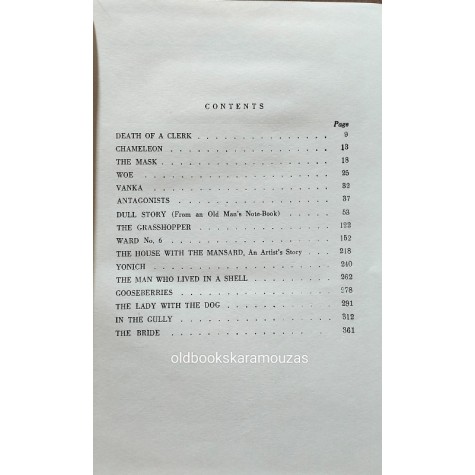 CONTENTS
Page
DEATH OF A CLERK . . . . . . . . . . . . . . 9
CHAMELEON . . . . . . . . . . . . . . . . 13
THE MASK . . . . . . . . . . . . . . . . 18
WOE . . . . . . . . . . . . . . . . . . 25
VANKA . . . . . . . . . . . . . . . . . 32
ANTAGONISTS . . . . . . . . . . . . . . . 37
DULL STORY (From an Old Man's Note-Book) . . . . . . 53
THE GRASSHOPPER . . . . . . . . . . . . . 122
WARD No. 6 . . . . . . . . . . . . . . . 152
THE HOUSE WITH THE MANSARD, An Artist's Story . . . . 218
YONICH . . . . . . . . . . . . . . . . . 240
THE MAN WHO LIVED IN A SHELL . . . . . . . . . 262
GOOSEBERRIES . . . . . . . . . . . . . . . 278
THE LADY WITH THE DOG . . . . . . . . . . . 291
IN THE GULLY . . . . . . . . . . . . . . . 312
THE BRIDE . . . . . . . . . . . . . . . . 361
oldbookskaramouzas